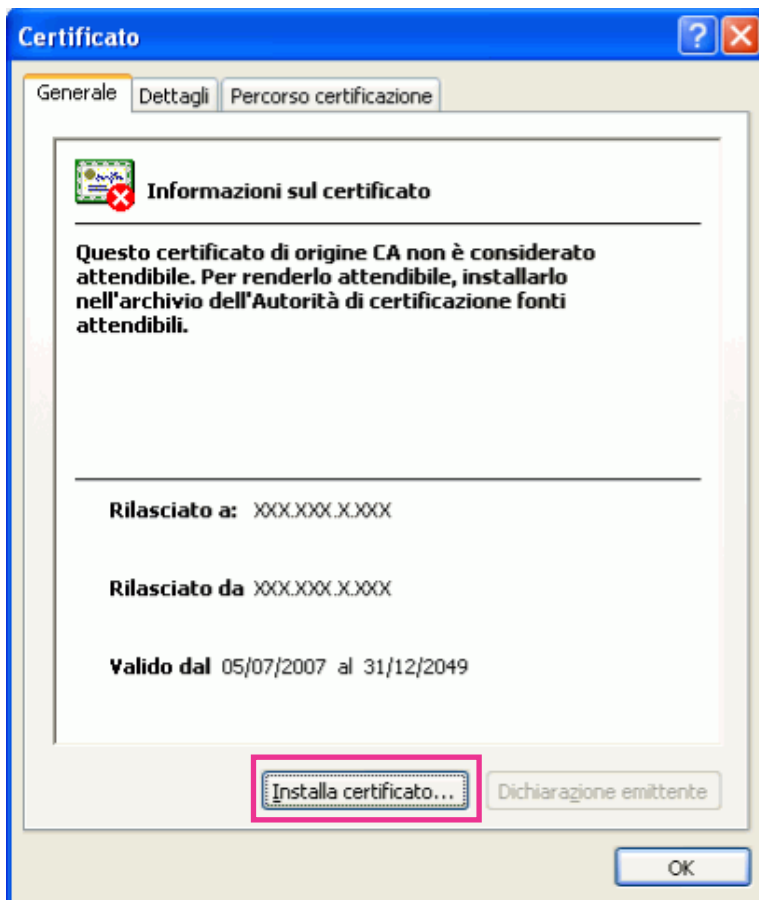 Certificato
Generale Dettagli Percorso certificazione
Informazioni sul certificato
Questo certificato di origine CA non è considerato
attendibile. Per renderlo attendibile, installarlo
nell'archivio dell'Autorità di certificazione fonti
attendibili.
Rilasciato a: XXX.XXX.X.XXX
Rilasciato da XXX.XXX.X.XXX
Valido dal 05/07/2007 al 31/12/2049
Installa certificato... Dichiarazione emittente
OK